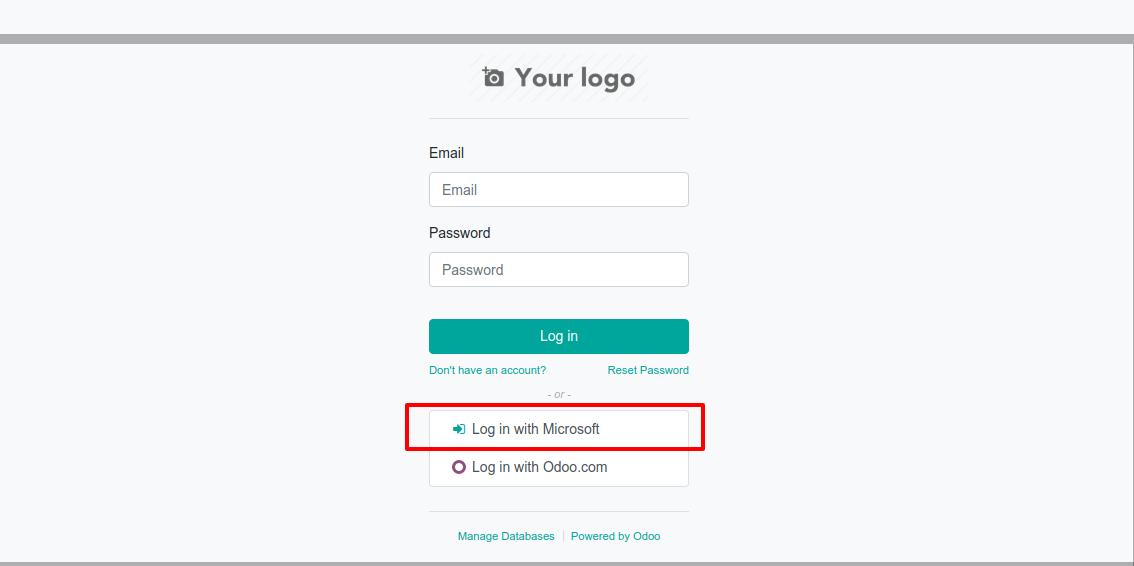 Your logo
Email
Email
Password
Password
Log in
Don't have an account? Reset Password
- or -
Log in with Microsoft
Log in with Odoo.com
Manage Databases Powered by Odoo